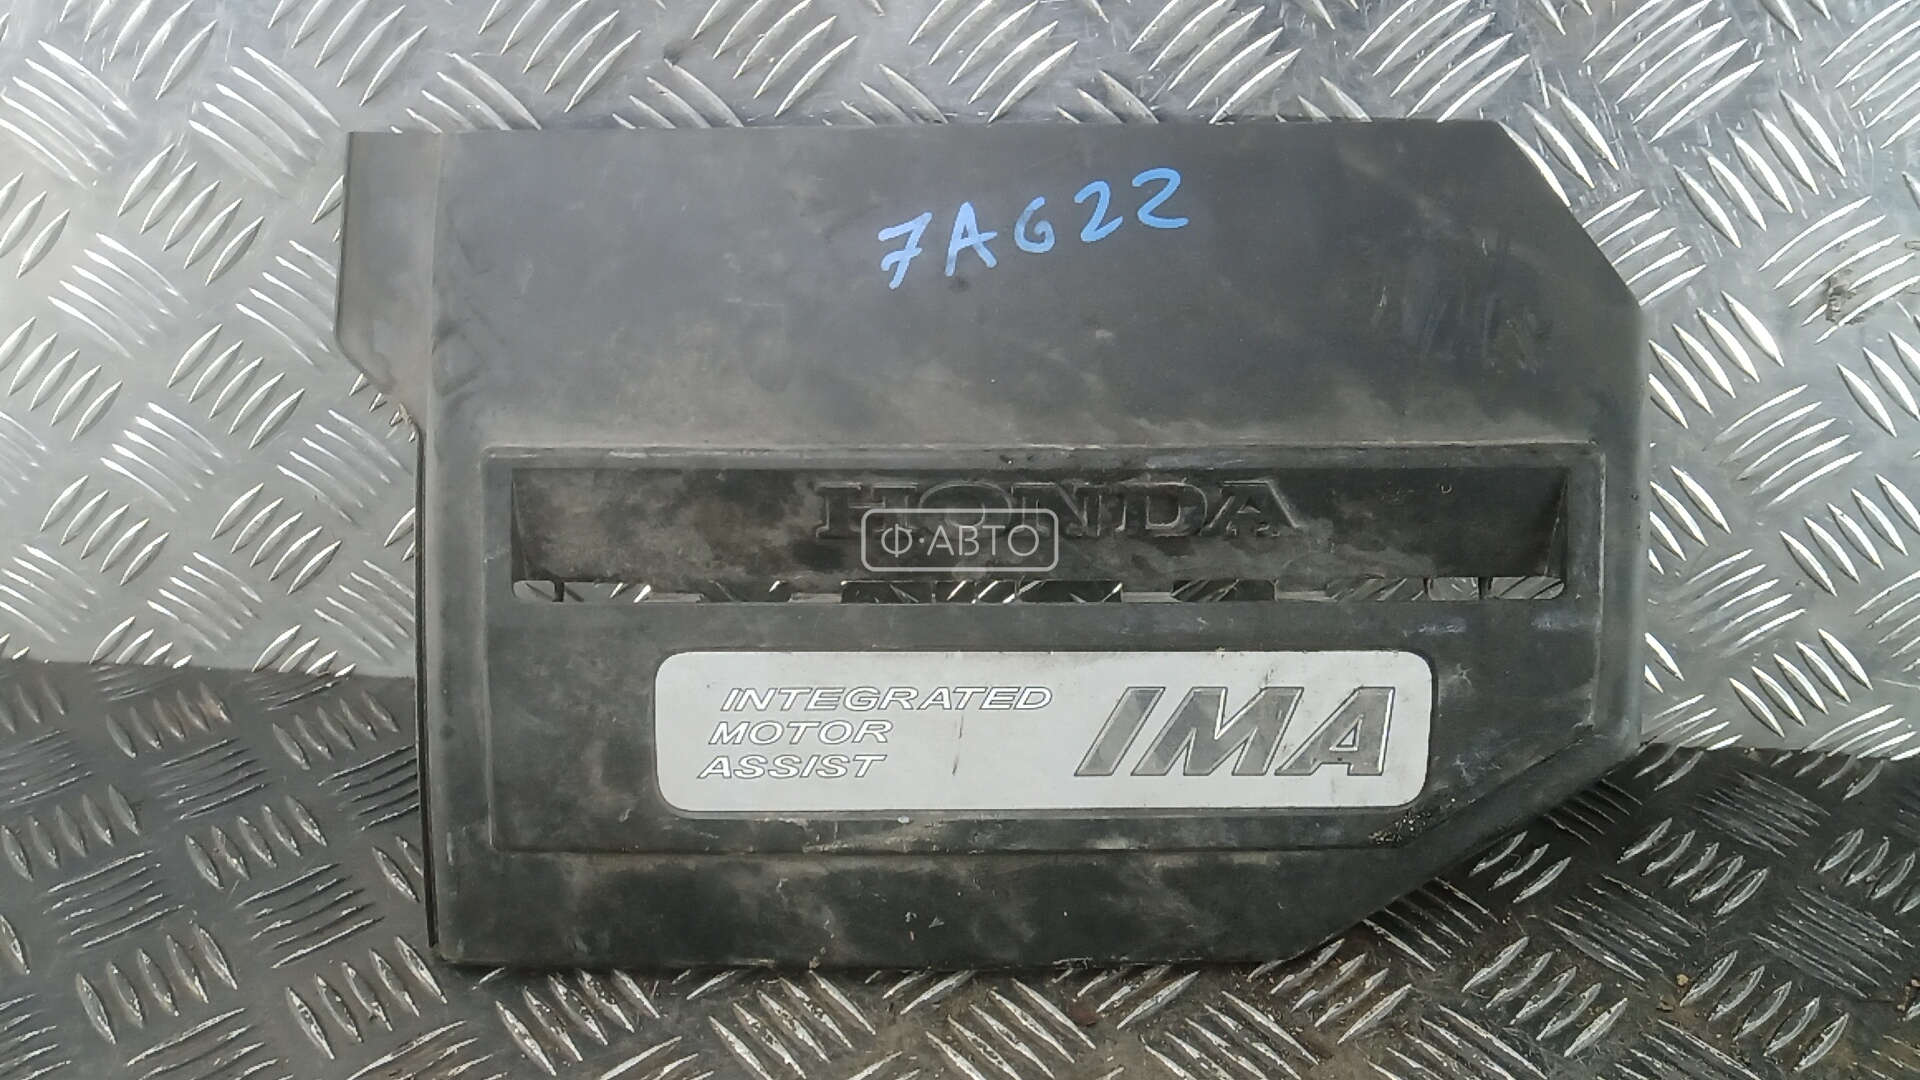 7AG22
HONDA
Ф·АВТО
INTEGRATED
MOTOR
ASSIST
IMA